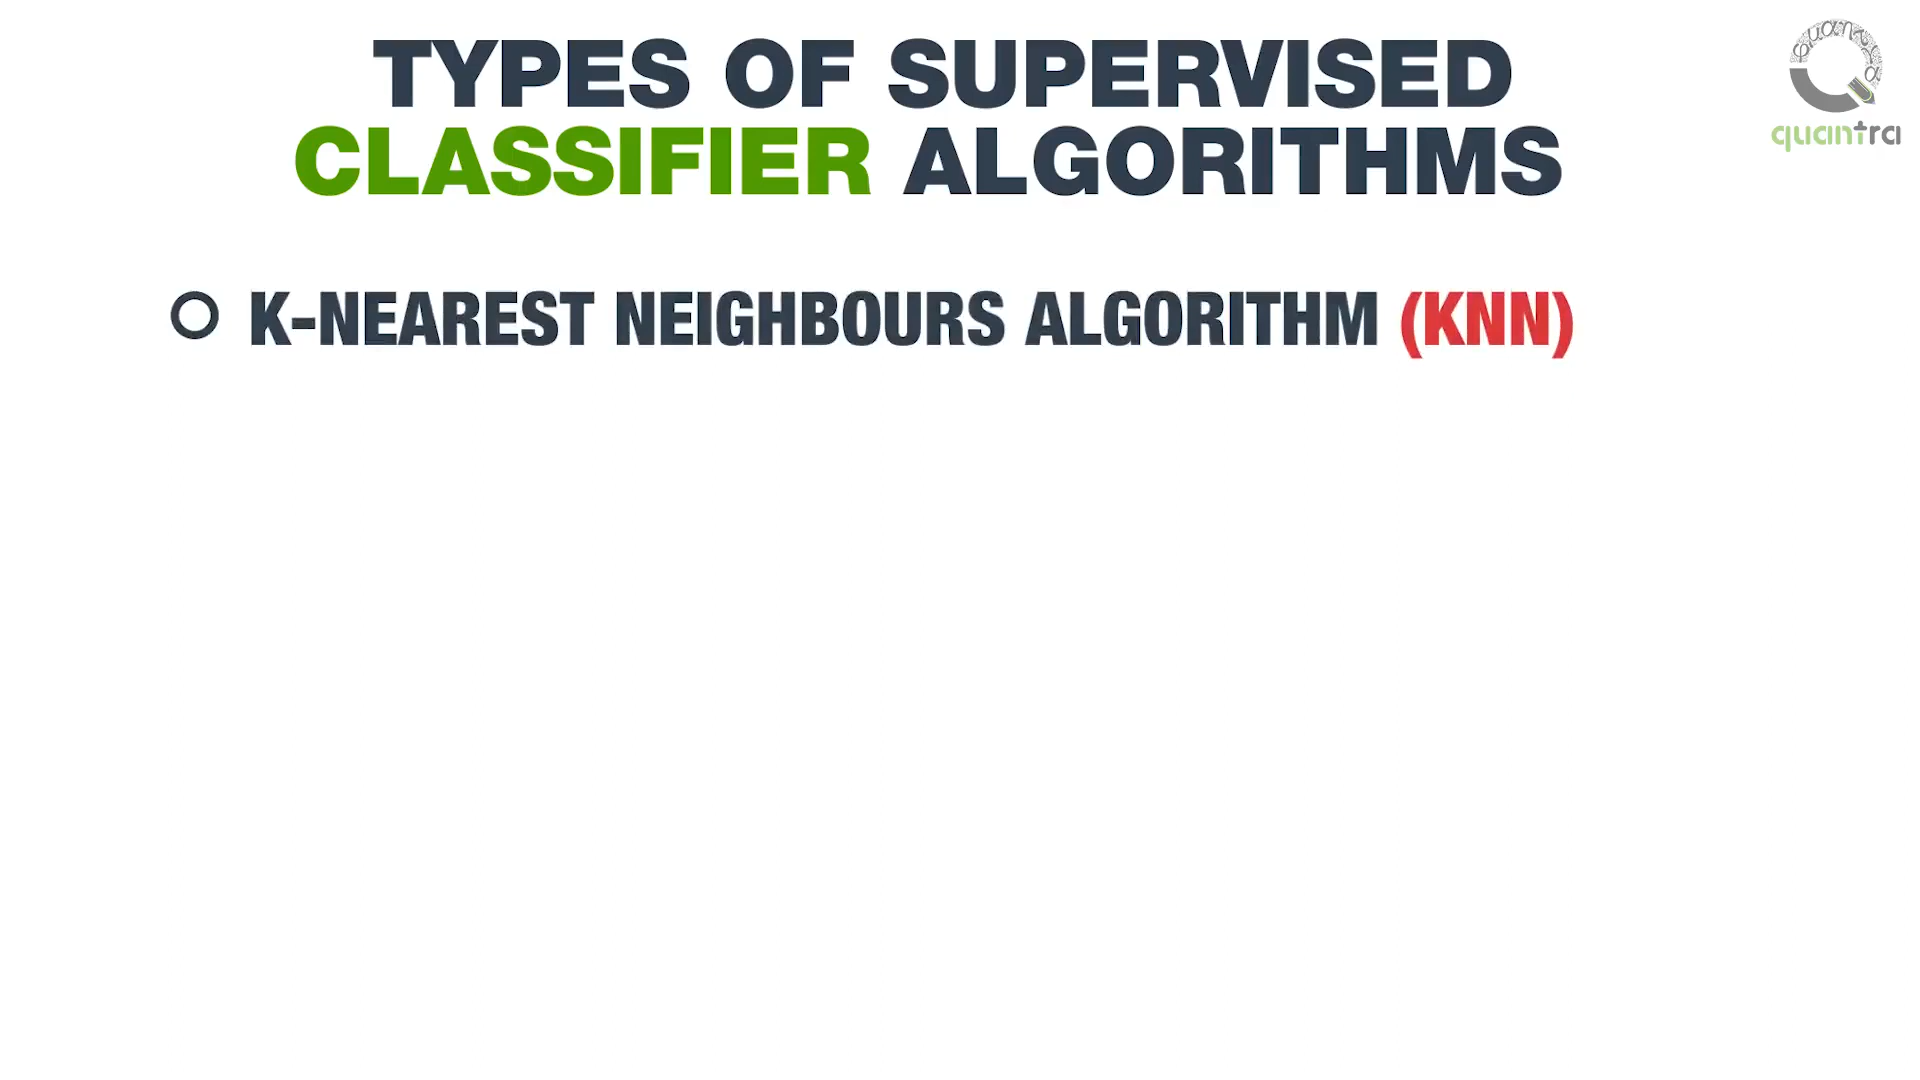 TYPES OF SUPERVISED
CLASSIFIER ALGORITHMS
K-NEAREST NEIGHBOURS ALGORITHM (KNN)
quantra